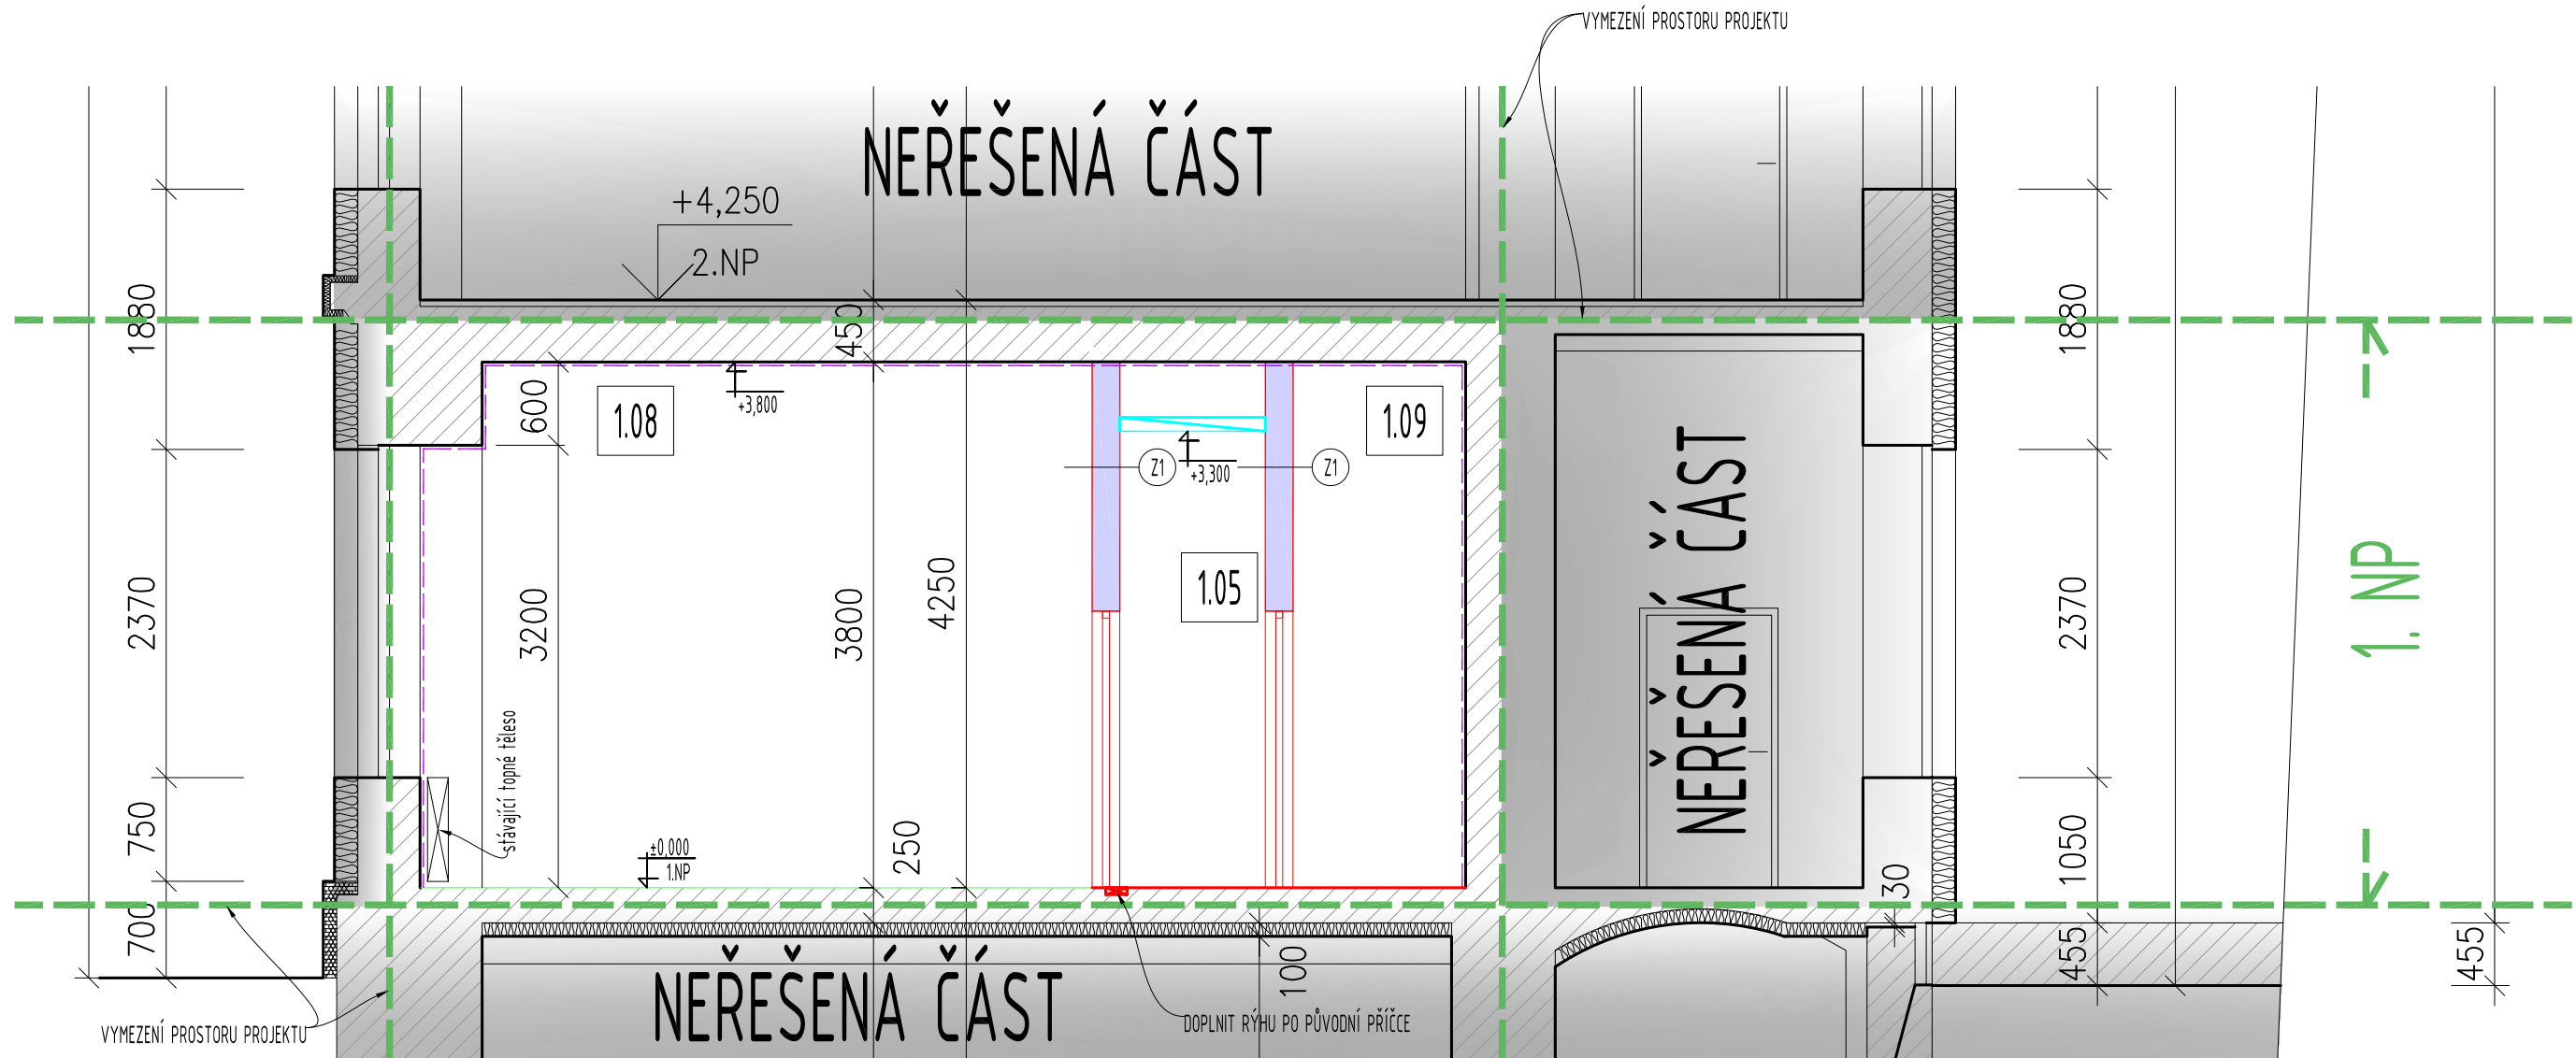 VYMEZENÍ PROSTORU PROJEKTU
NEŘEŠENÁ ČÁST
+4,250
2.NP
1880
450
1880
600
1.08
+3,800
1.09
Z1
+3,300
Z1
NEŘEŠENÁ ČÁST
1. NP
2370
3200
3800
4250
1.05
2370
stávající topné těleso
750
±0,000
1.NP
250
30
1050
700
455
455
NEŘEŠENÁ ČÁST
100
DOPLNIT RÝHU PO PŮVODNÍ PŘÍČCE
VYMEZENÍ PROSTORU PROJEKTU